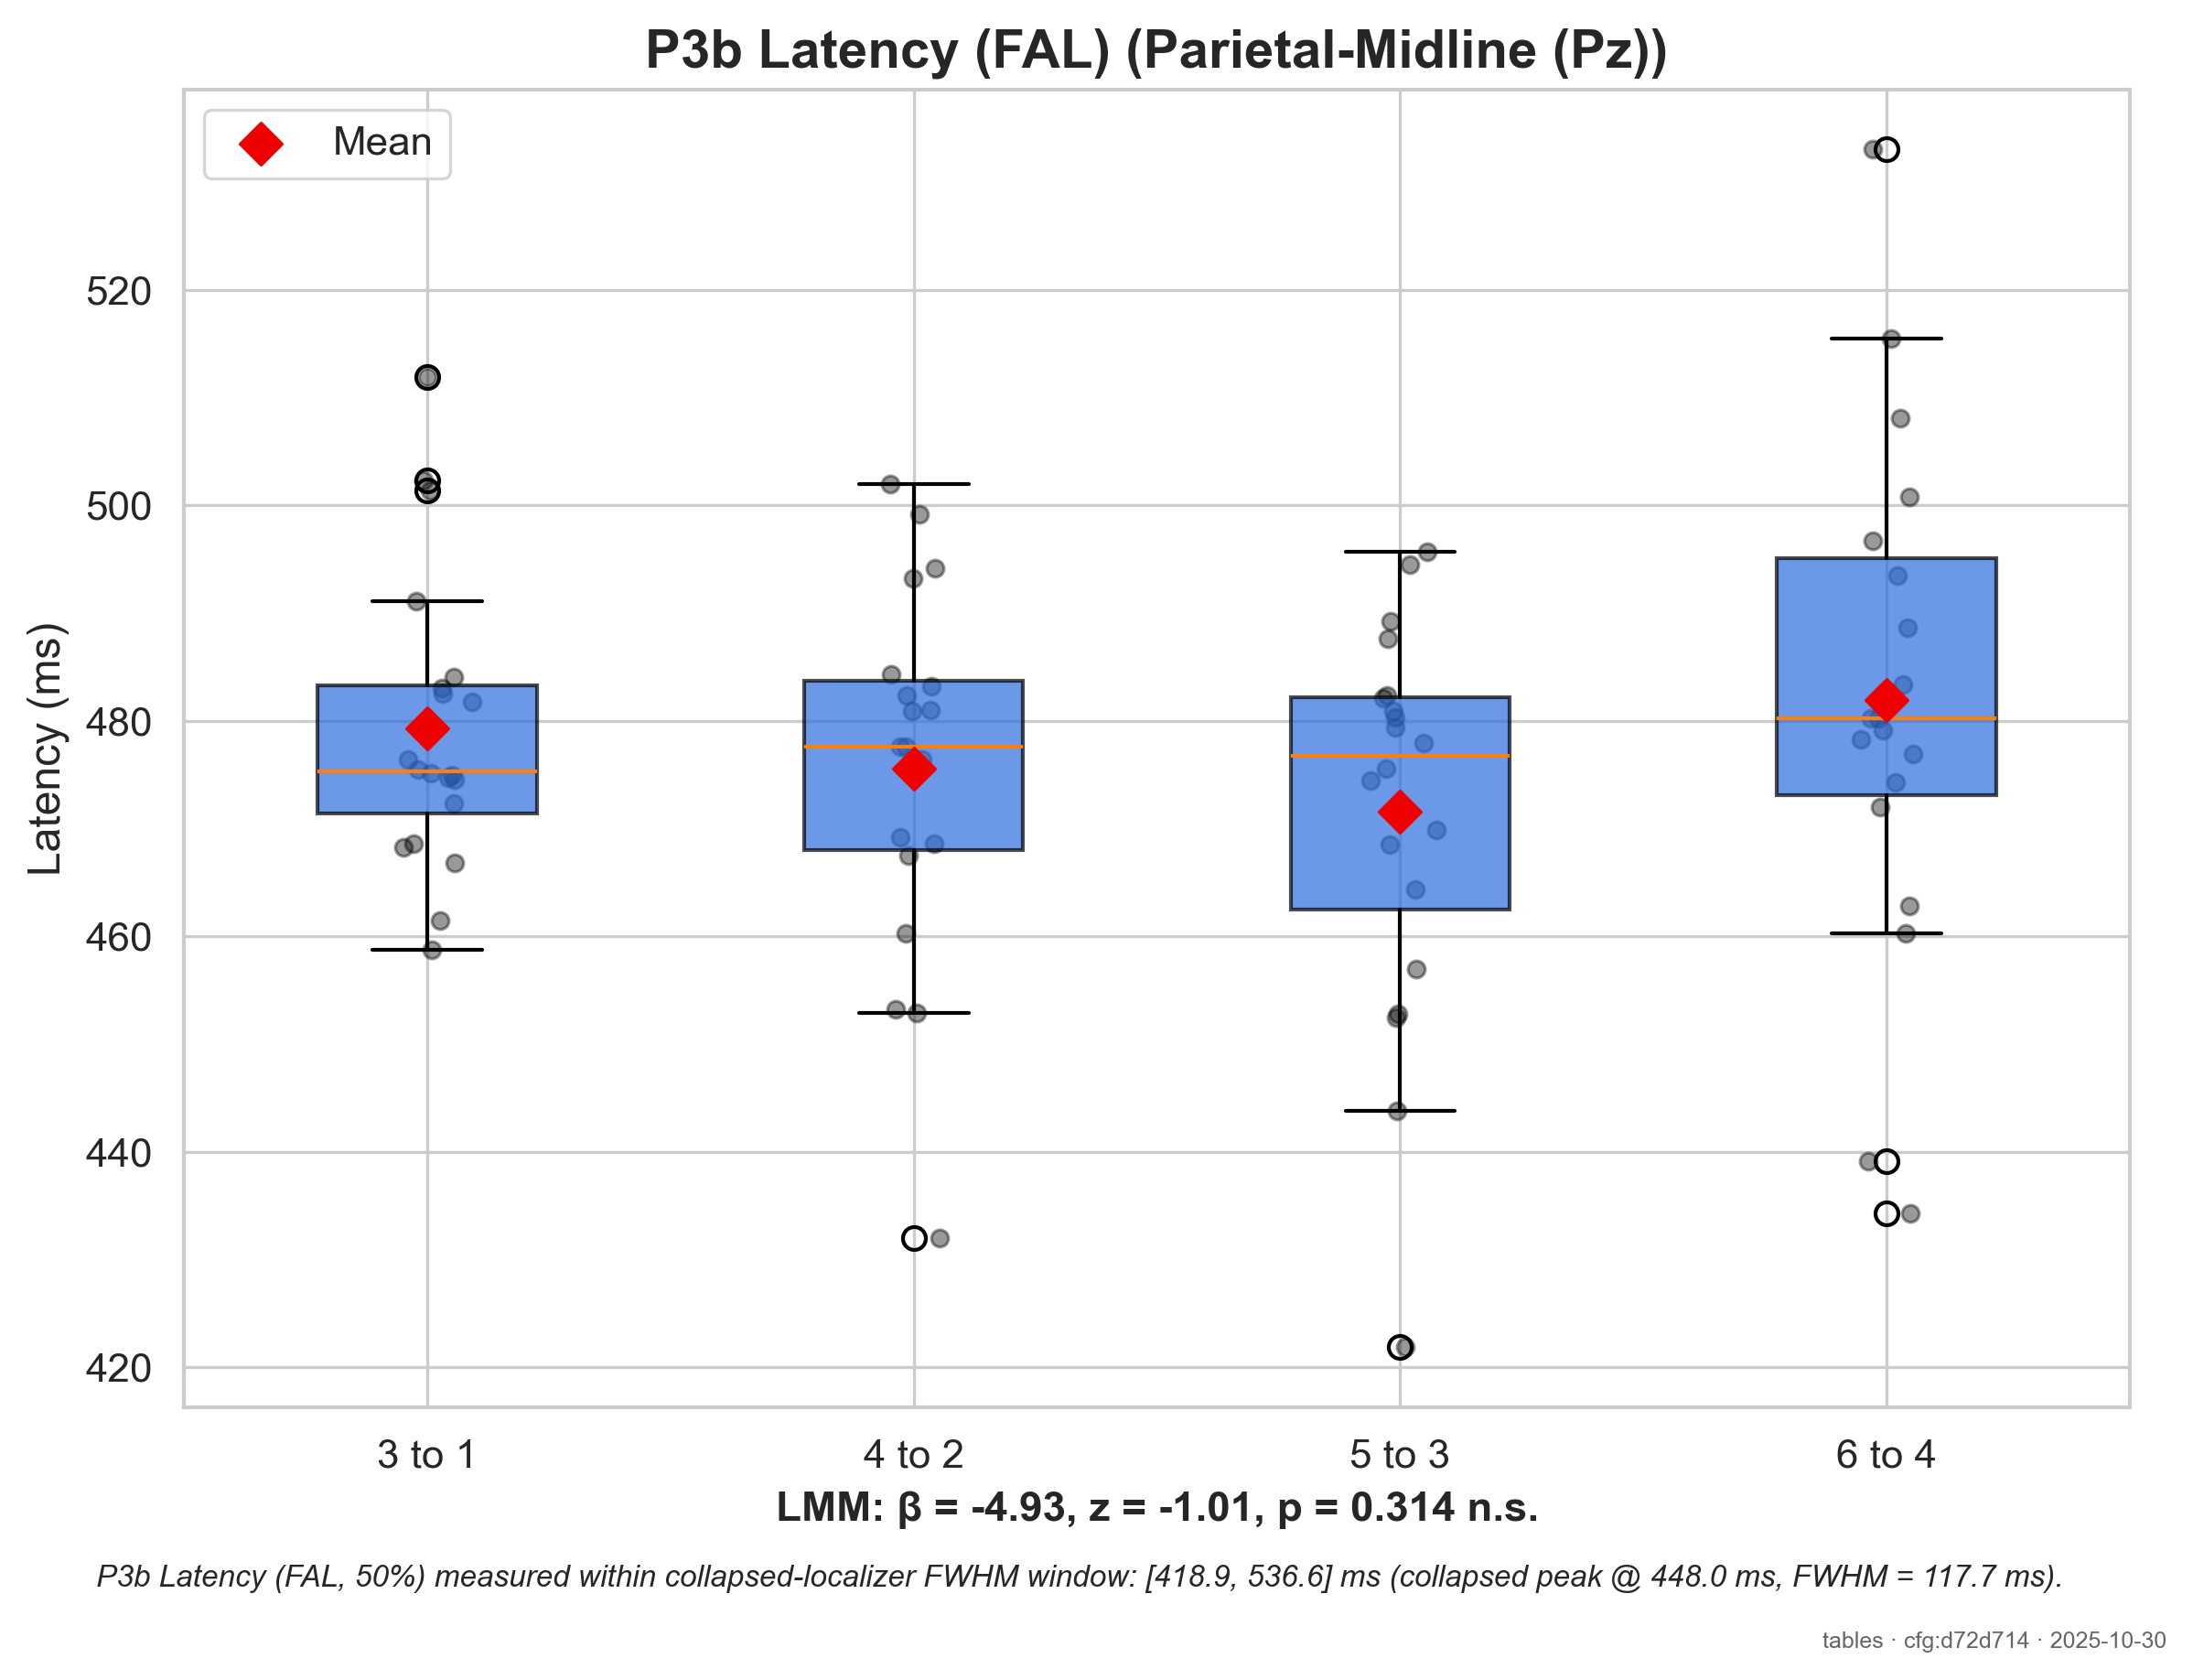 P3b Latency (FAL) (Parietal-Midline (Pz))
Mean
Latency (ms)
520
500
480
460
440
420
3 to 1
4 to 2
5 to 3
6 to 4
LMM: β = -4.93, z = -1.01, p = 0.314 n.s.
P3b Latency (FAL, 50%) measured within collapsed-localizer FWHM window: [418.9, 536.6] ms (collapsed peak @ 448.0 ms, FWHM = 117.7 ms).
tables · cfg:d72d714 · 2025-10-30